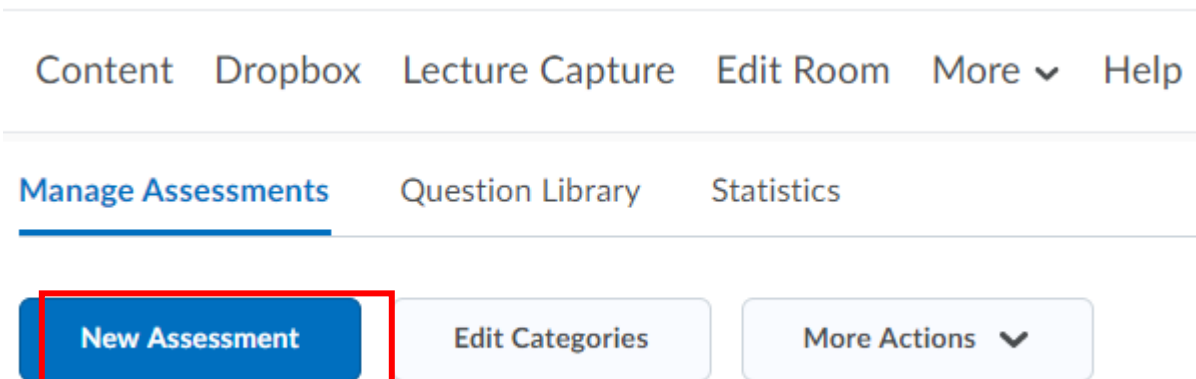 Content Dropbox Lecture Capture Edit Room More Help
Manage Assessments Question Library Statistics
New Assessment Edit Categories More Actions